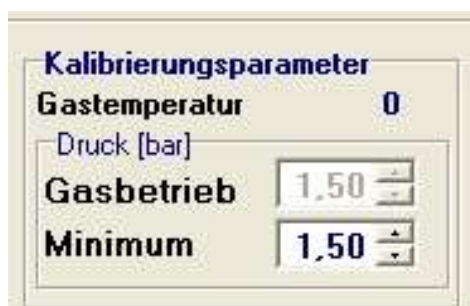 Kalibrierungsparameter
Gastemperatur 0
Druck [bar]
Gasbetrieb 1,50
Minimum 1,50